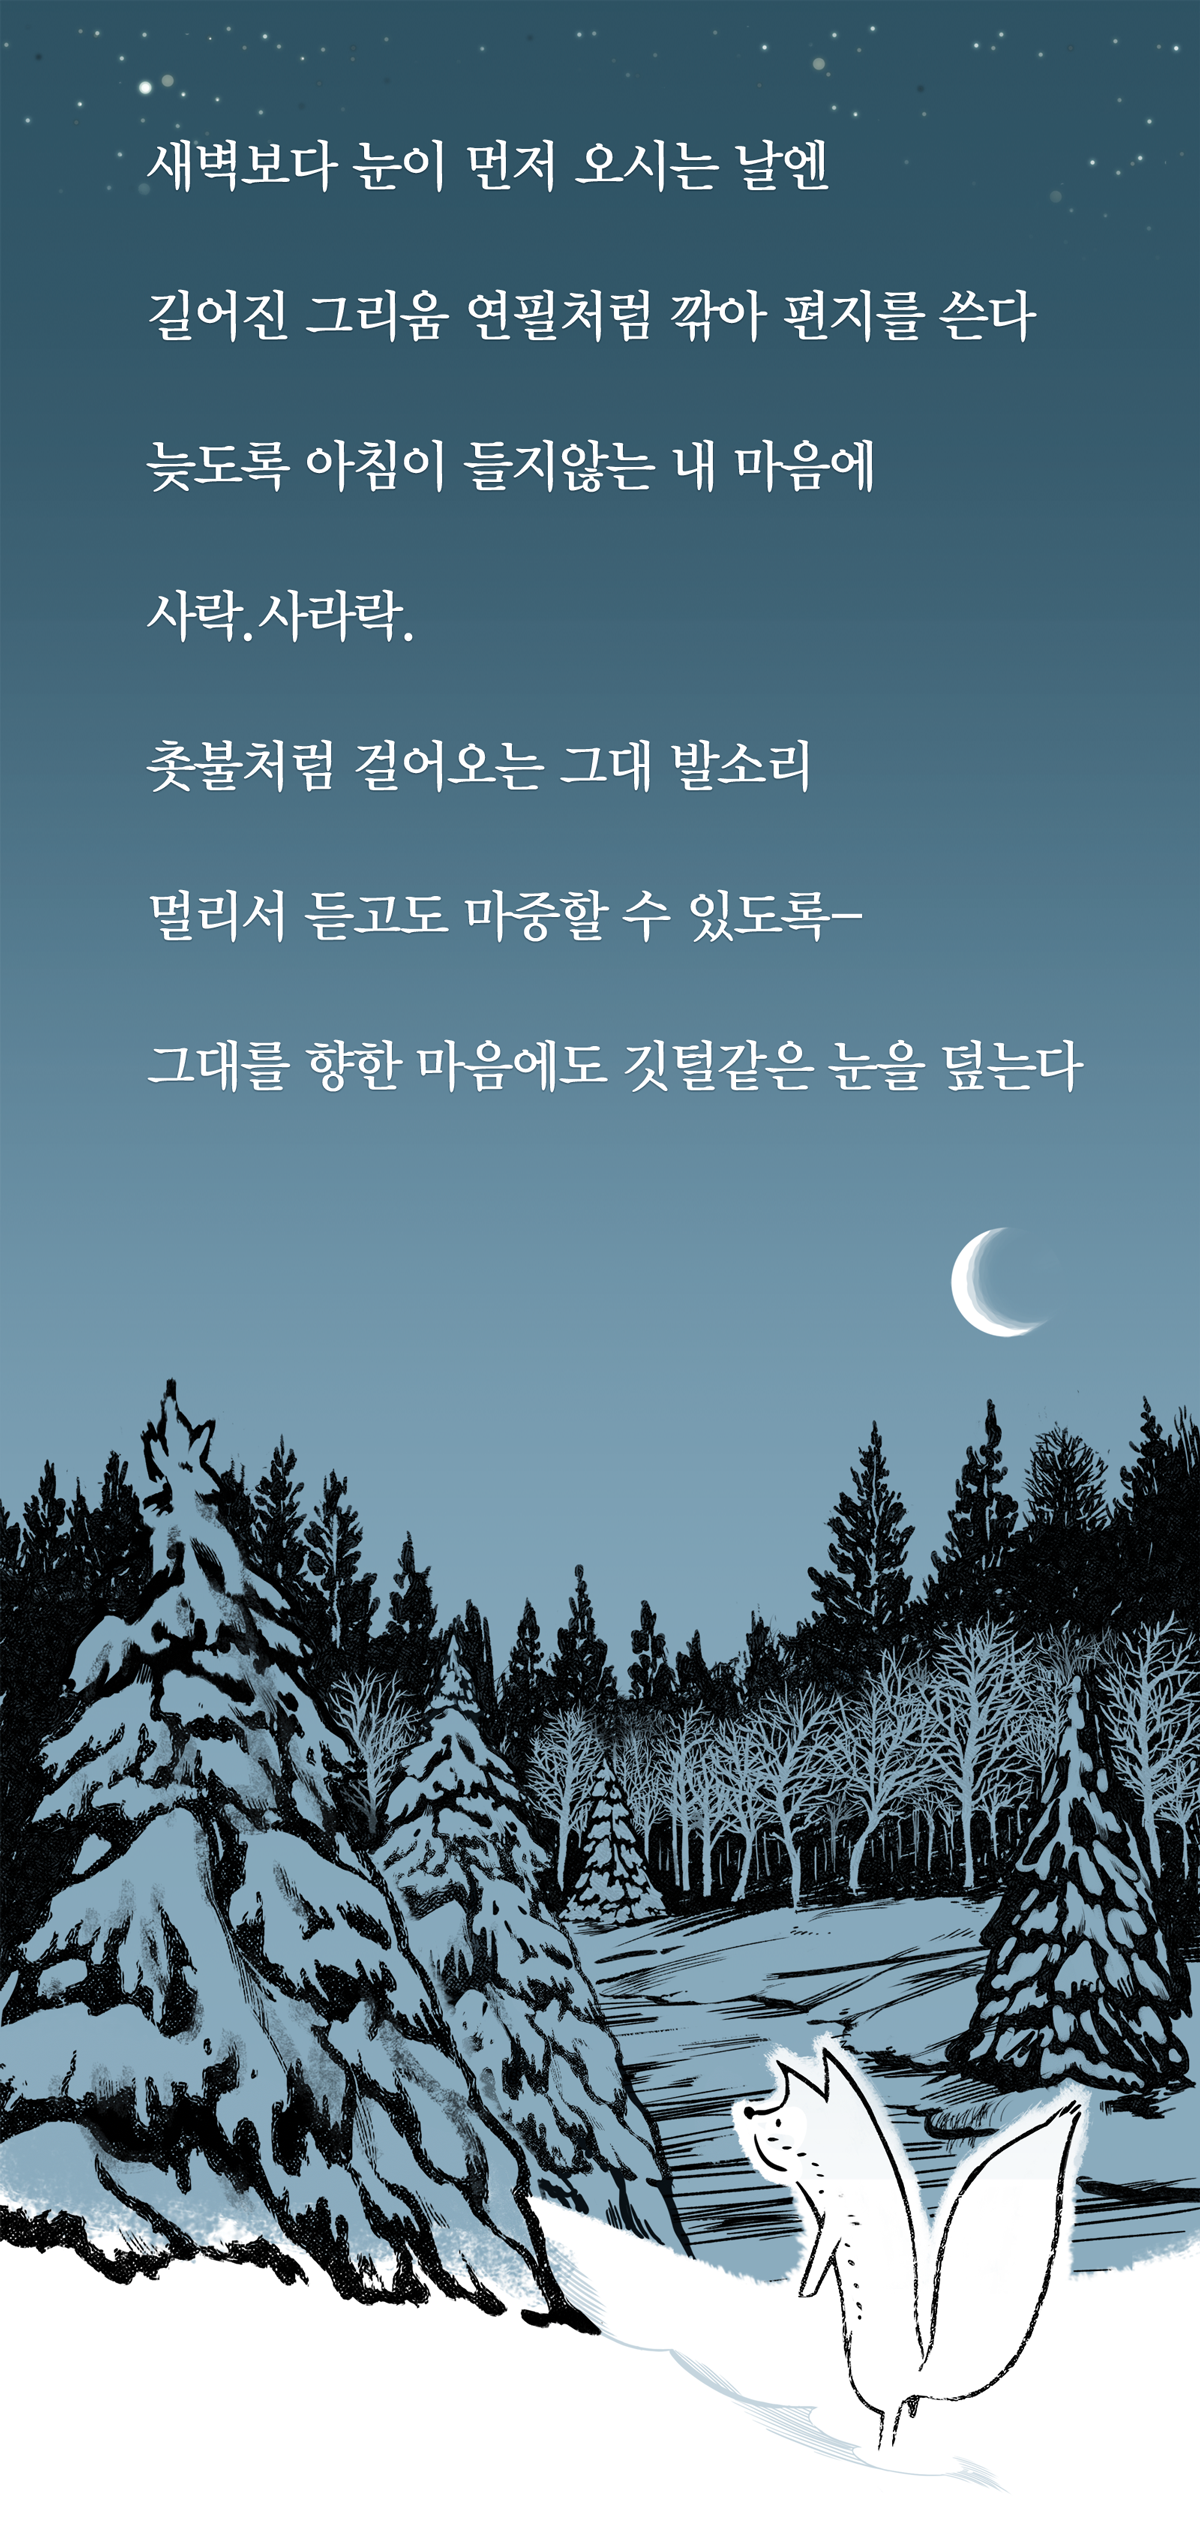 새벽보다 눈이 먼저 오시는 날엔
길어진 그리움 연필처럼 깎아 편지를 쓴다
늦도록 아침이 들지않는 내 마음에
사락.사라락.
촛불처럼 걸어오는 그대 발소리
멀리서 듣고도 마중할 수 있도록–
그대를 향한 마음에도 깃털같은 눈을 덮는다